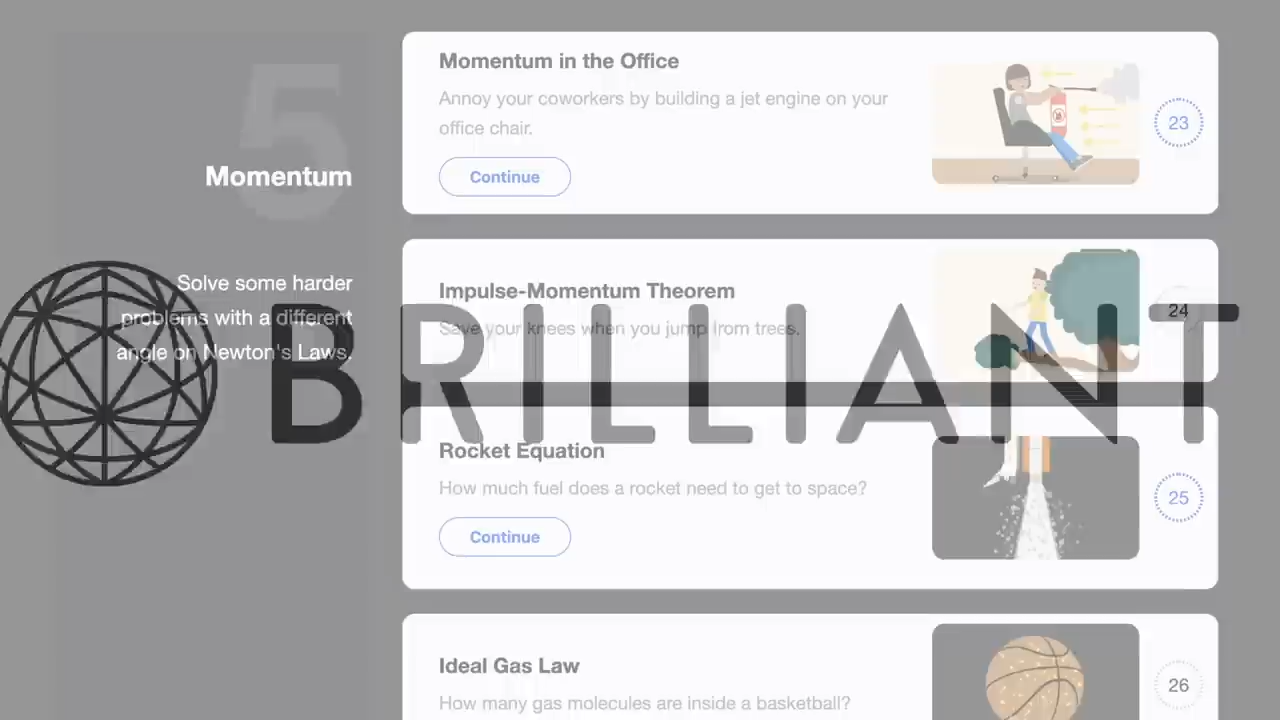 5
Momentum
Solve some harder
problems with a different
angle on Newton's Laws.
BRILLIANT
Momentum in the Office
Annoy your coworkers by building a jet engine on your
office chair.
Continue
23
Impulse-Momentum Theorem
Save your knees when you jump from trees.
24
Rocket Equation
How much fuel does a rocket need to get to space?
Continue
25
Ideal Gas Law
How many gas molecules are inside a basketball?
26